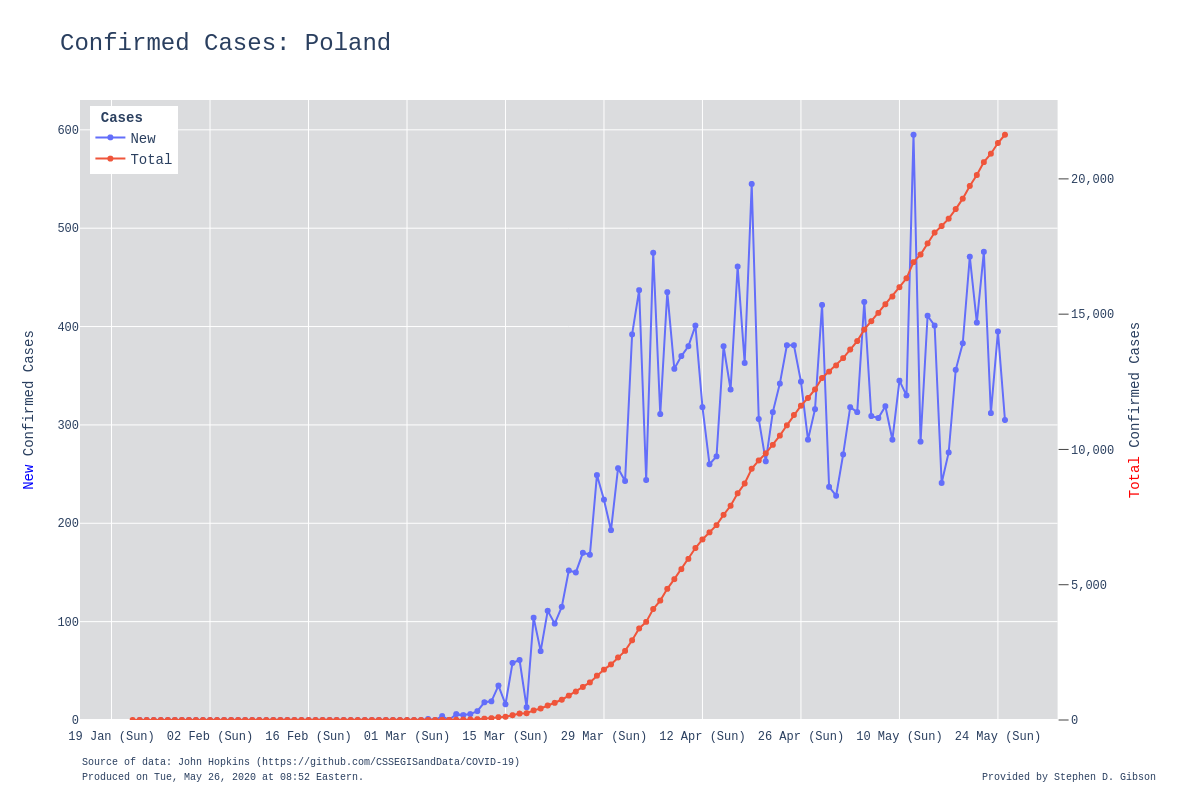 Confirmed Cases: Poland
Cases
New
Total
600
500
400
300
200
100
0
New Confirmed Cases
20,000
15,000
10,000
5,000
0
Total Confirmed Cases
19 Jan (Sun) 02 Feb (Sun) 16 Feb (Sun) 01 Mar (Sun) 15 Mar (Sun) 29 Mar (Sun) 12 Apr (Sun) 26 Apr (Sun) 10 May (Sun) 24 May (Sun)
Source of data: John Hopkins (https://github.com/CSSEGISandData/COVID-19)
Produced on Tue, May 26, 2020 at 08:52 Eastern.
Provided by Stephen D. Gibson